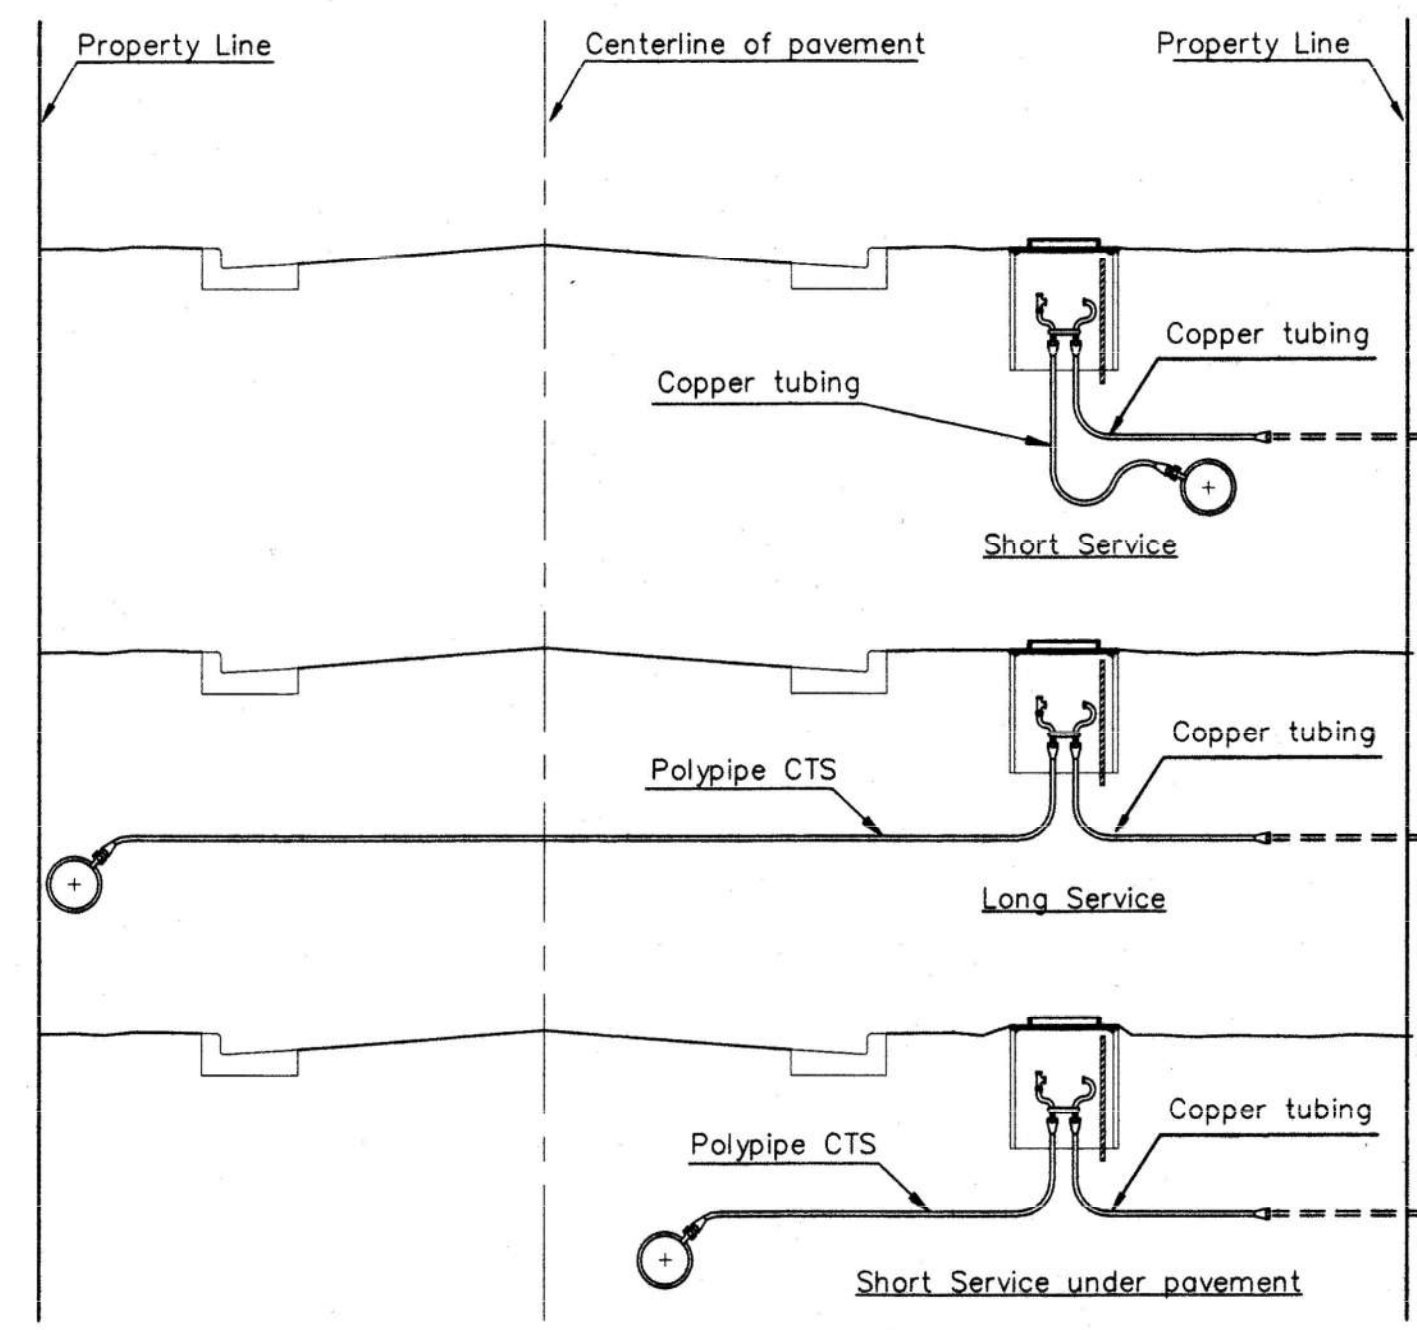 Property Line
Centerline of pavement
Property Line
Copper tubing
Copper tubing
Short Service
Copper tubing
Polypipe CTS
Long Service
Copper tubing
Polypipe CTS
Short Service under pavement